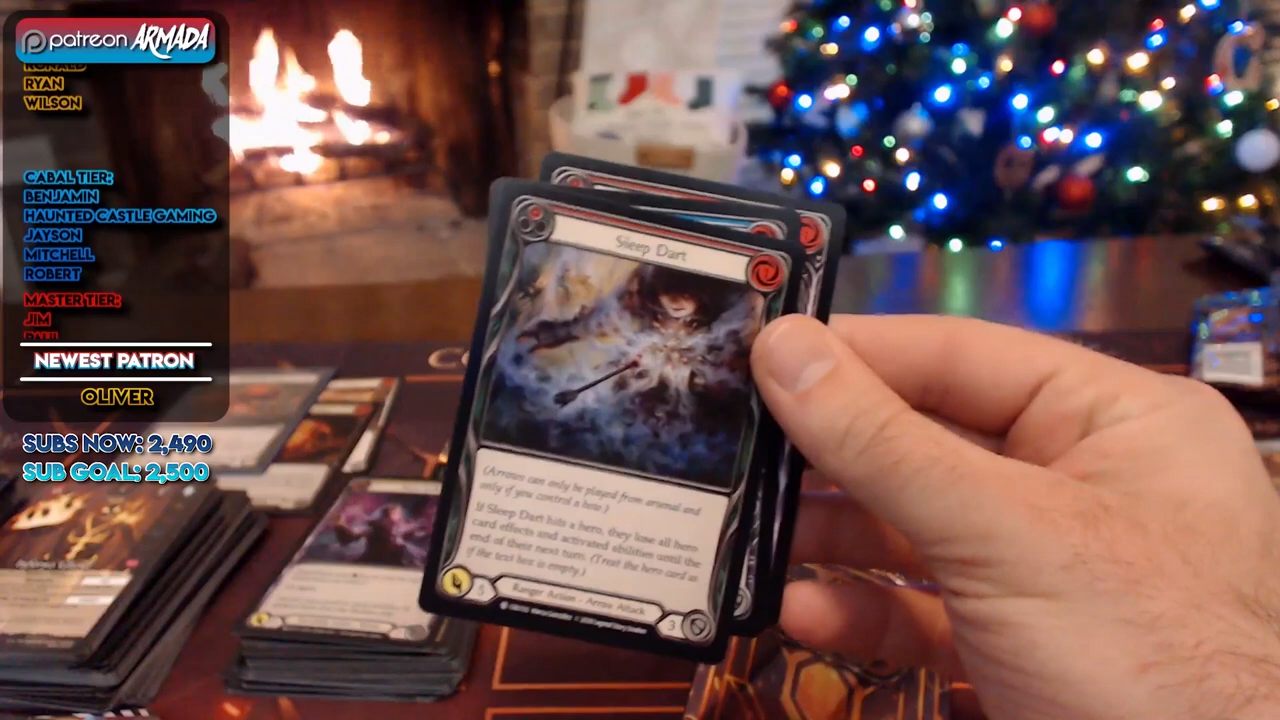 patreon ARMADA
RONALD
RYAN
WILSON
CABAL TIER:
BENJAMIN
HAUNTED CASTLE GAMING
JAYSON
MITCHELL
ROBERT
MASTER TIER:
JIM
PAUL
NEWEST PATRON
OLIVER
SUBS NOW: 2,490
SUB GOAL: 2,500
Sleep Dart
(Arrows can only be played from arsenal and
only if you control a bow.)
If Sleep Dart hits a hero, they lose all hero
card effects and activated abilities until the
end of their next turn. (Treat the hero card as
if the text box is empty.)
5
Ranger Action - Arrow Attack
3